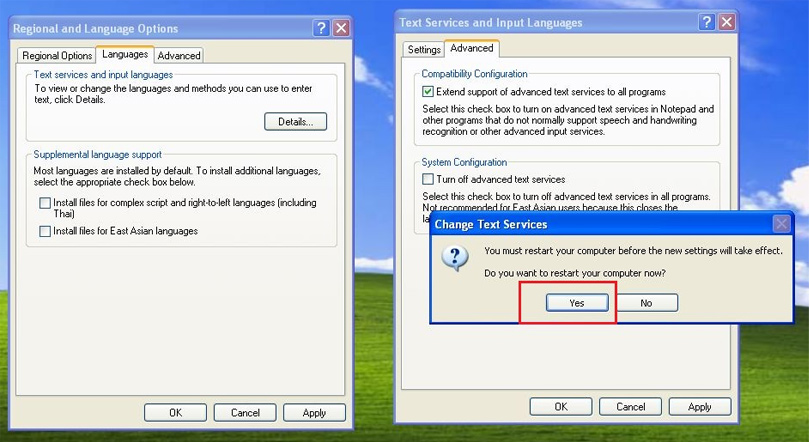 Regional and Language Options
Regional Options
Languages
Advanced
Text services and input languages
To view or change the languages and methods you can use to enter
text, click Details.
Details...
Supplemental language support
Most languages are installed by default. To install additional languages,
select the appropriate check box below.
Install files for complex script and right-to-left languages (including
Thai)
Install files for East Asian languages
OK
Cancel
Apply
Text Services and Input Languages
Settings
Advanced
Compatibility Configuration
Extend support of advanced text services to all programs
Select this check box to turn on advanced text services in Notepad and
other programs that do not normally support speech and handwriting
recognition or other advanced input services.
System Configuration
Turn off advanced text services
Select this check box to turn off advanced text services in all programs.
Not recommended for East Asian users because this closes the
Change Text Services
You must restart your computer before the new settings will take effect.
Do you want to restart your computer now?
Yes
No
OK
Cancel
Apply